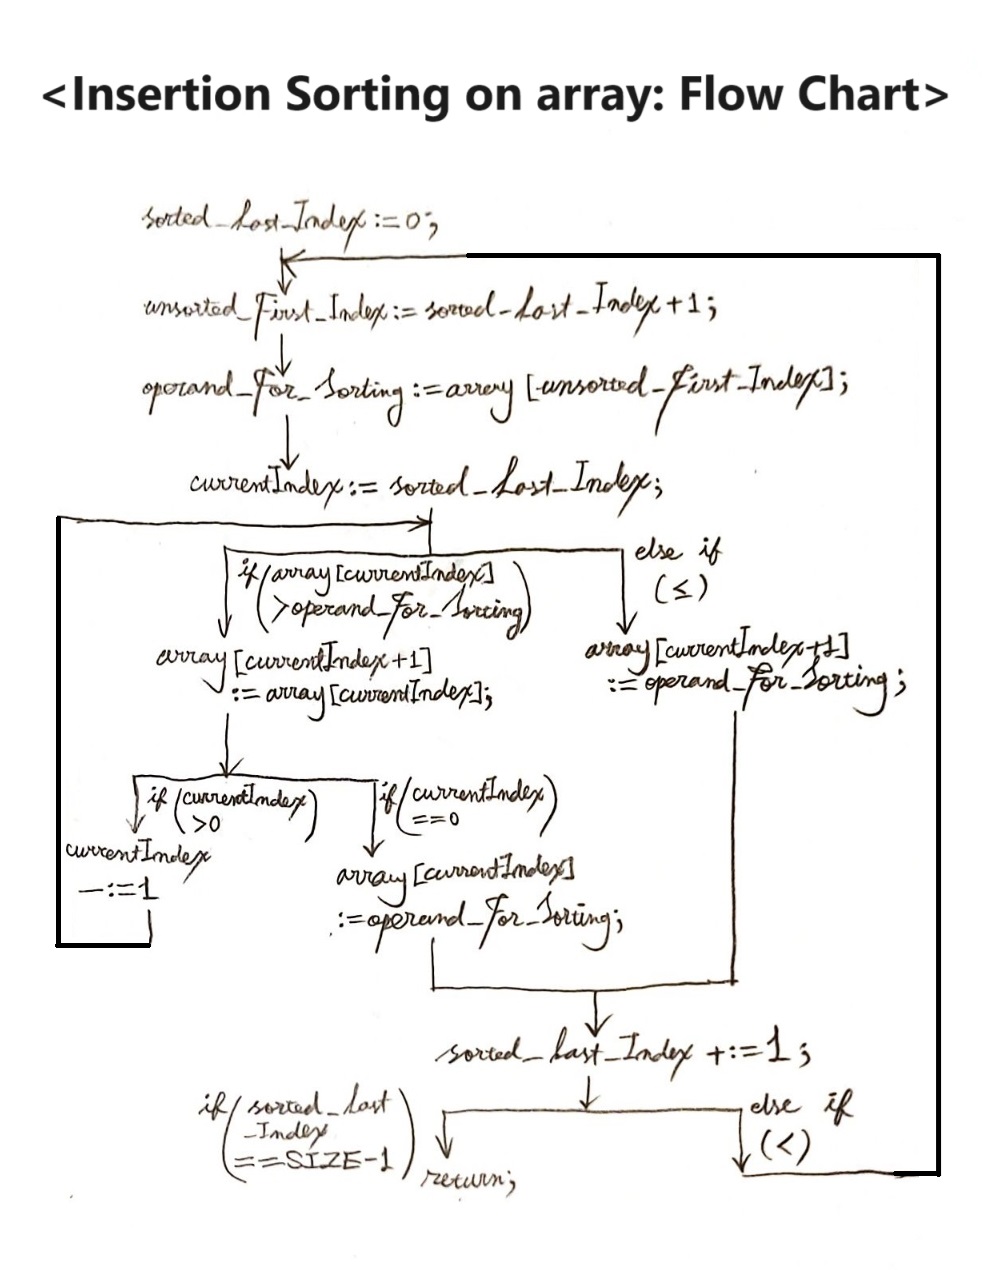 <Insertion Sorting on array: Flow Chart>
sorted_Last_Index:=0;
unsorted_First_Index:=sorted_Last_Index+1;
operand_For_Sorting:=array[unsorted_First_Index];
currentIndex:=sorted_Last_Index;
else if
(≤)
if(array[currentIndex]
>operand_For_Sorting)
array[currentIndex+1]
:=array[currentIndex];
array[currentIndex+1]
:=operand_For_Sorting;
if(currentIndex
>0)
currentIndex
-:=1
if(currentIndex
==0)
array[currentIndex]
:=operand_For_Sorting;
sorted_Last_Index +:=1;
if(sorted_Last
_Index
==SIZE-1)
return;
else if
(<)